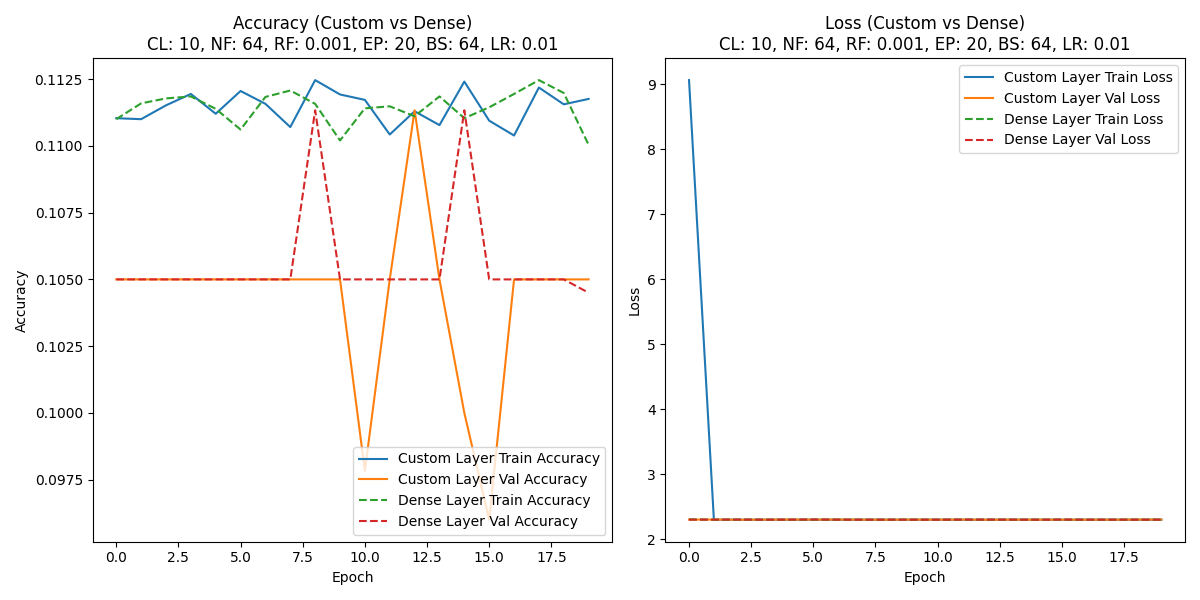 Accuracy (Custom vs Dense)
CL: 10, NF: 64, RF: 0.001, EP: 20, BS: 64, LR: 0.01
0.1125
0.1100
0.1075
0.1050
0.1025
0.1000
0.0975
Accuracy
Custom Layer Train Accuracy
Custom Layer Val Accuracy
Dense Layer Train Accuracy
Dense Layer Val Accuracy
0.0 2.5 5.0 7.5 10.0 12.5 15.0 17.5
Epoch
Loss (Custom vs Dense)
CL: 10, NF: 64, RF: 0.001, EP: 20, BS: 64, LR: 0.01
Custom Layer Train Loss
Custom Layer Val Loss
Dense Layer Train Loss
Dense Layer Val Loss
9
8
7
6
5
4
3
2
Loss
0.0 2.5 5.0 7.5 10.0 12.5 15.0 17.5
Epoch